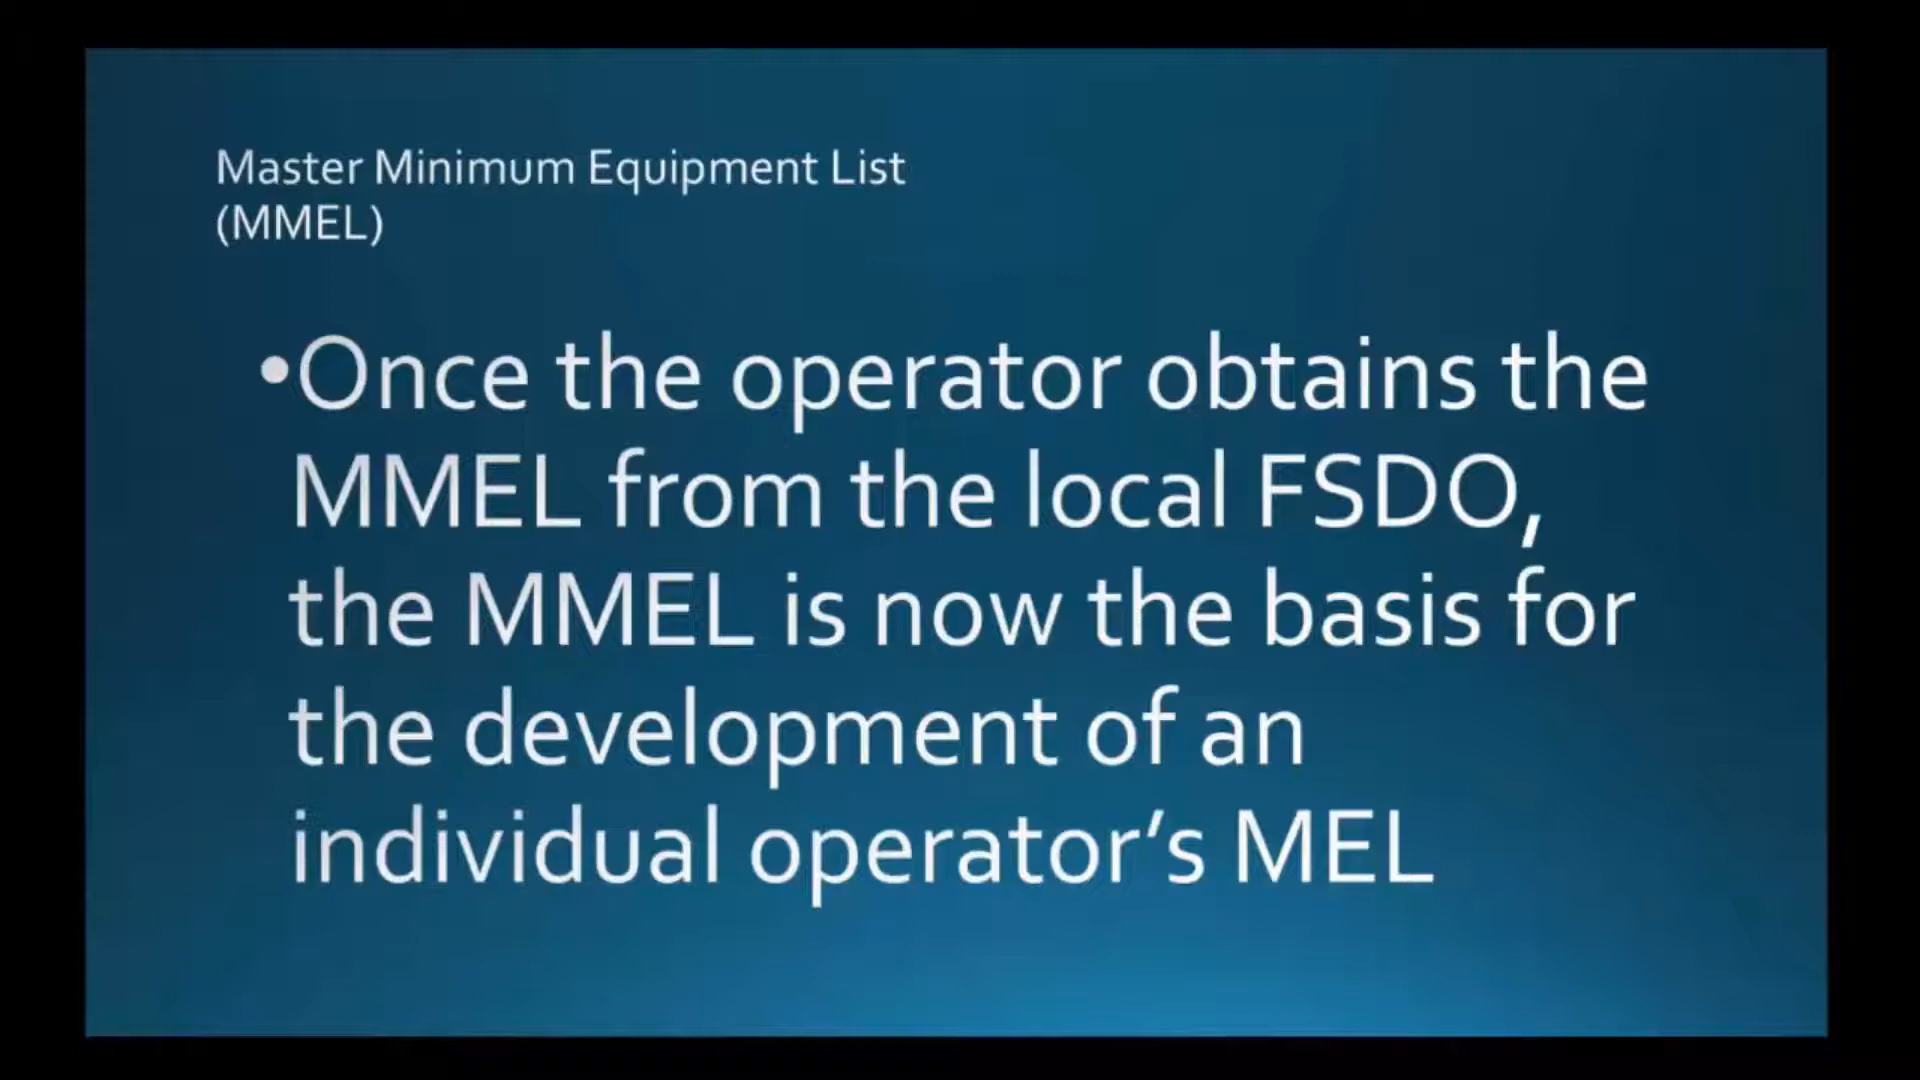 Master Minimum Equipment List
(MMEL)
•Once the operator obtains the
MMEL from the local FSDO,
the MMEL is now the basis for
the development of an
individual operator’s MEL